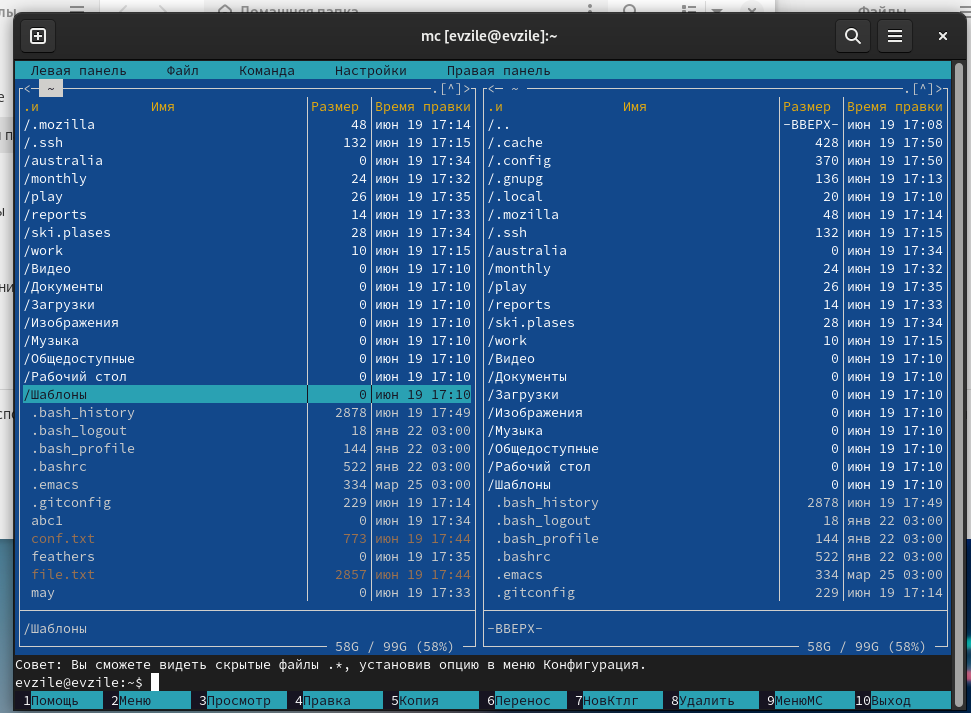 Домашняя папка
Файлы
mc [evzile@evzile]:~
Левая панель Файл Команда Настройки Правая панель
<─ ~ ─.[^]>
.и Имя Размер Время правки
/.mozilla 48 июн 19 17:14
/.ssh 132 июн 19 17:15
/australia 0 июн 19 17:34
/monthly 24 июн 19 17:32
/play 26 июн 19 17:35
/reports 14 июн 19 17:33
/ski.plases 28 июн 19 17:34
/work 10 июн 19 17:15
/Видео 0 июн 19 17:10
/Документы 0 июн 19 17:10
/Загрузки 0 июн 19 17:10
/Изображения 0 июн 19 17:10
/Музыка 0 июн 19 17:10
/Общедоступные 0 июн 19 17:10
/Рабочий стол 0 июн 19 17:10
/Шаблоны 0 июн 19 17:10
.bash_history 2878 июн 19 17:49
.bash_logout 18 янв 22 03:00
.bash_profile 144 янв 22 03:00
.bashrc 522 янв 22 03:00
.emacs 334 мар 25 03:00
.gitconfig 229 июн 19 17:14
abc1 0 июн 19 17:34
conf.txt 773 июн 19 17:44
feathers 0 июн 19 17:35
file.txt 2857 июн 19 17:44
may 0 июн 19 17:33
/Шаблоны
58G / 99G (58%)
<─ ~ ─.[^]>
.и Имя Размер Время правки
/.. -ВВЕРХ- июн 19 17:08
/.cache 428 июн 19 17:50
/.config 370 июн 19 17:50
/.gnupg 136 июн 19 17:13
/.local 20 июн 19 17:10
/.mozilla 48 июн 19 17:14
/.ssh 132 июн 19 17:15
/australia 0 июн 19 17:34
/monthly 24 июн 19 17:32
/play 26 июн 19 17:35
/reports 14 июн 19 17:33
/ski.plases 28 июн 19 17:34
/work 10 июн 19 17:15
/Видео 0 июн 19 17:10
/Документы 0 июн 19 17:10
/Загрузки 0 июн 19 17:10
/Изображения 0 июн 19 17:10
/Музыка 0 июн 19 17:10
/Общедоступные 0 июн 19 17:10
/Рабочий стол 0 июн 19 17:10
/Шаблоны 0 июн 19 17:10
.bash_history 2878 июн 19 17:49
.bash_logout 18 янв 22 03:00
.bash_profile 144 янв 22 03:00
.bashrc 522 янв 22 03:00
.emacs 334 мар 25 03:00
.gitconfig 229 июн 19 17:14
-ВВЕРХ-
58G / 99G (58%)
Совет: Вы сможете видеть скрытые файлы .*, установив опцию в меню Конфигурация.
evzile@evzile:~$
1Помощь 2Меню 3Просмотр 4Правка 5Копия 6Перенос 7НовКтлг 8Удалить 9МенюМС 10Выход